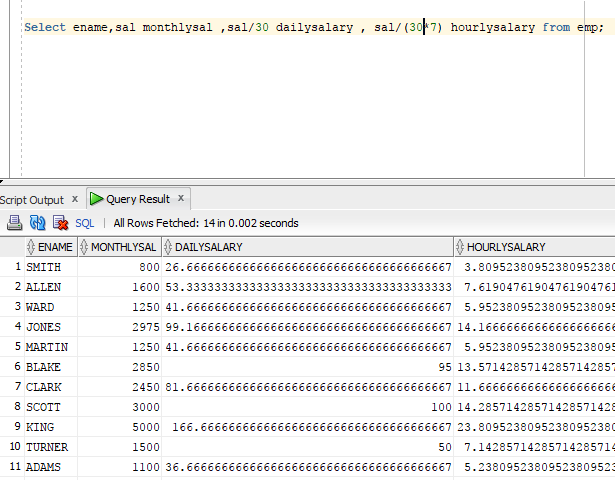 Select ename,sal monthlysal ,sal/30 dailysalary , sal/(30*7) hourlysalary from emp;
Script Output x Query Result x
SQL | All Rows Fetched: 14 in 0.002 seconds
ENAME MONTHLYSAL DAILYSALARY HOURLYSALARY
1 SMITH 800 26.6666666666666666666666666666666666667 3.80952380952380952380
2 ALLEN 1600 53.3333333333333333333333333333333333333 7.61904761904761904761
3 WARD 1250 41.6666666666666666666666666666666666667 5.95238095238095238095
4 JONES 2975 99.1666666666666666666666666666666666667 14.1666666666666666666
5 MARTIN 1250 41.6666666666666666666666666666666666667 5.95238095238095238095
6 BLAKE 2850 95 13.5714285714285714285
7 CLARK 2450 81.6666666666666666666666666666666666667 11.6666666666666666666
8 SCOTT 3000 100 14.2857142857142857142
9 KING 5000 166.666666666666666666666666666666666667 23.8095238095238095238
10 TURNER 1500 50 7.14285714285714285714
11 ADAMS 1100 36.6666666666666666666666666666666666667 5.23809523809523809523